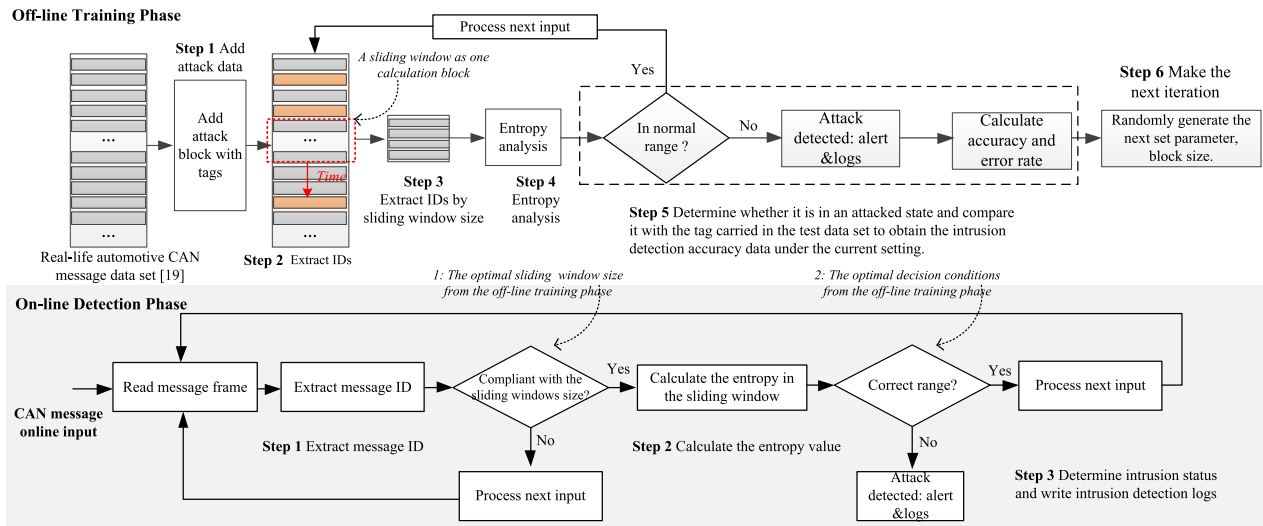 Off-line Training Phase
Process next input
Step 1 Add
attack data
A sliding window as one
calculation block
Yes
Step 6 Make the
next iteration
...
Add
attack
block with
tags
...
Time
...
...
Entropy
analysis
In normal
range ?
No
Attack
detected: alert
&logs
Calculate
accuracy and
error rate
Randomly generate the
next set parameter,
block size.
Step 3
Extract IDs by
sliding window size
Step 4
Entropy
analysis
Step 5 Determine whether it is in an attacked state and compare
it with the tag carried in the test data set to obtain the intrusion
detection accuracy data under the current setting.
Real-life automotive CAN
message data set [19]
Step 2 Extract IDs
1: The optimal sliding window size
from the off-line training phase
2: The optimal decision conditions
from the off-line training phase
On-line Detection Phase
Read message frame
Extract message ID
Compliant with the
sliding windows size?
Yes
Calculate the entropy in
the sliding window
Correct range?
Yes
Process next input
CAN message
online input
Step 1 Extract message ID
No
Step 2 Calculate the entropy value
No
Process next input
Attack
detected: alert
&logs
Step 3 Determine intrusion status
and write intrusion detection logs